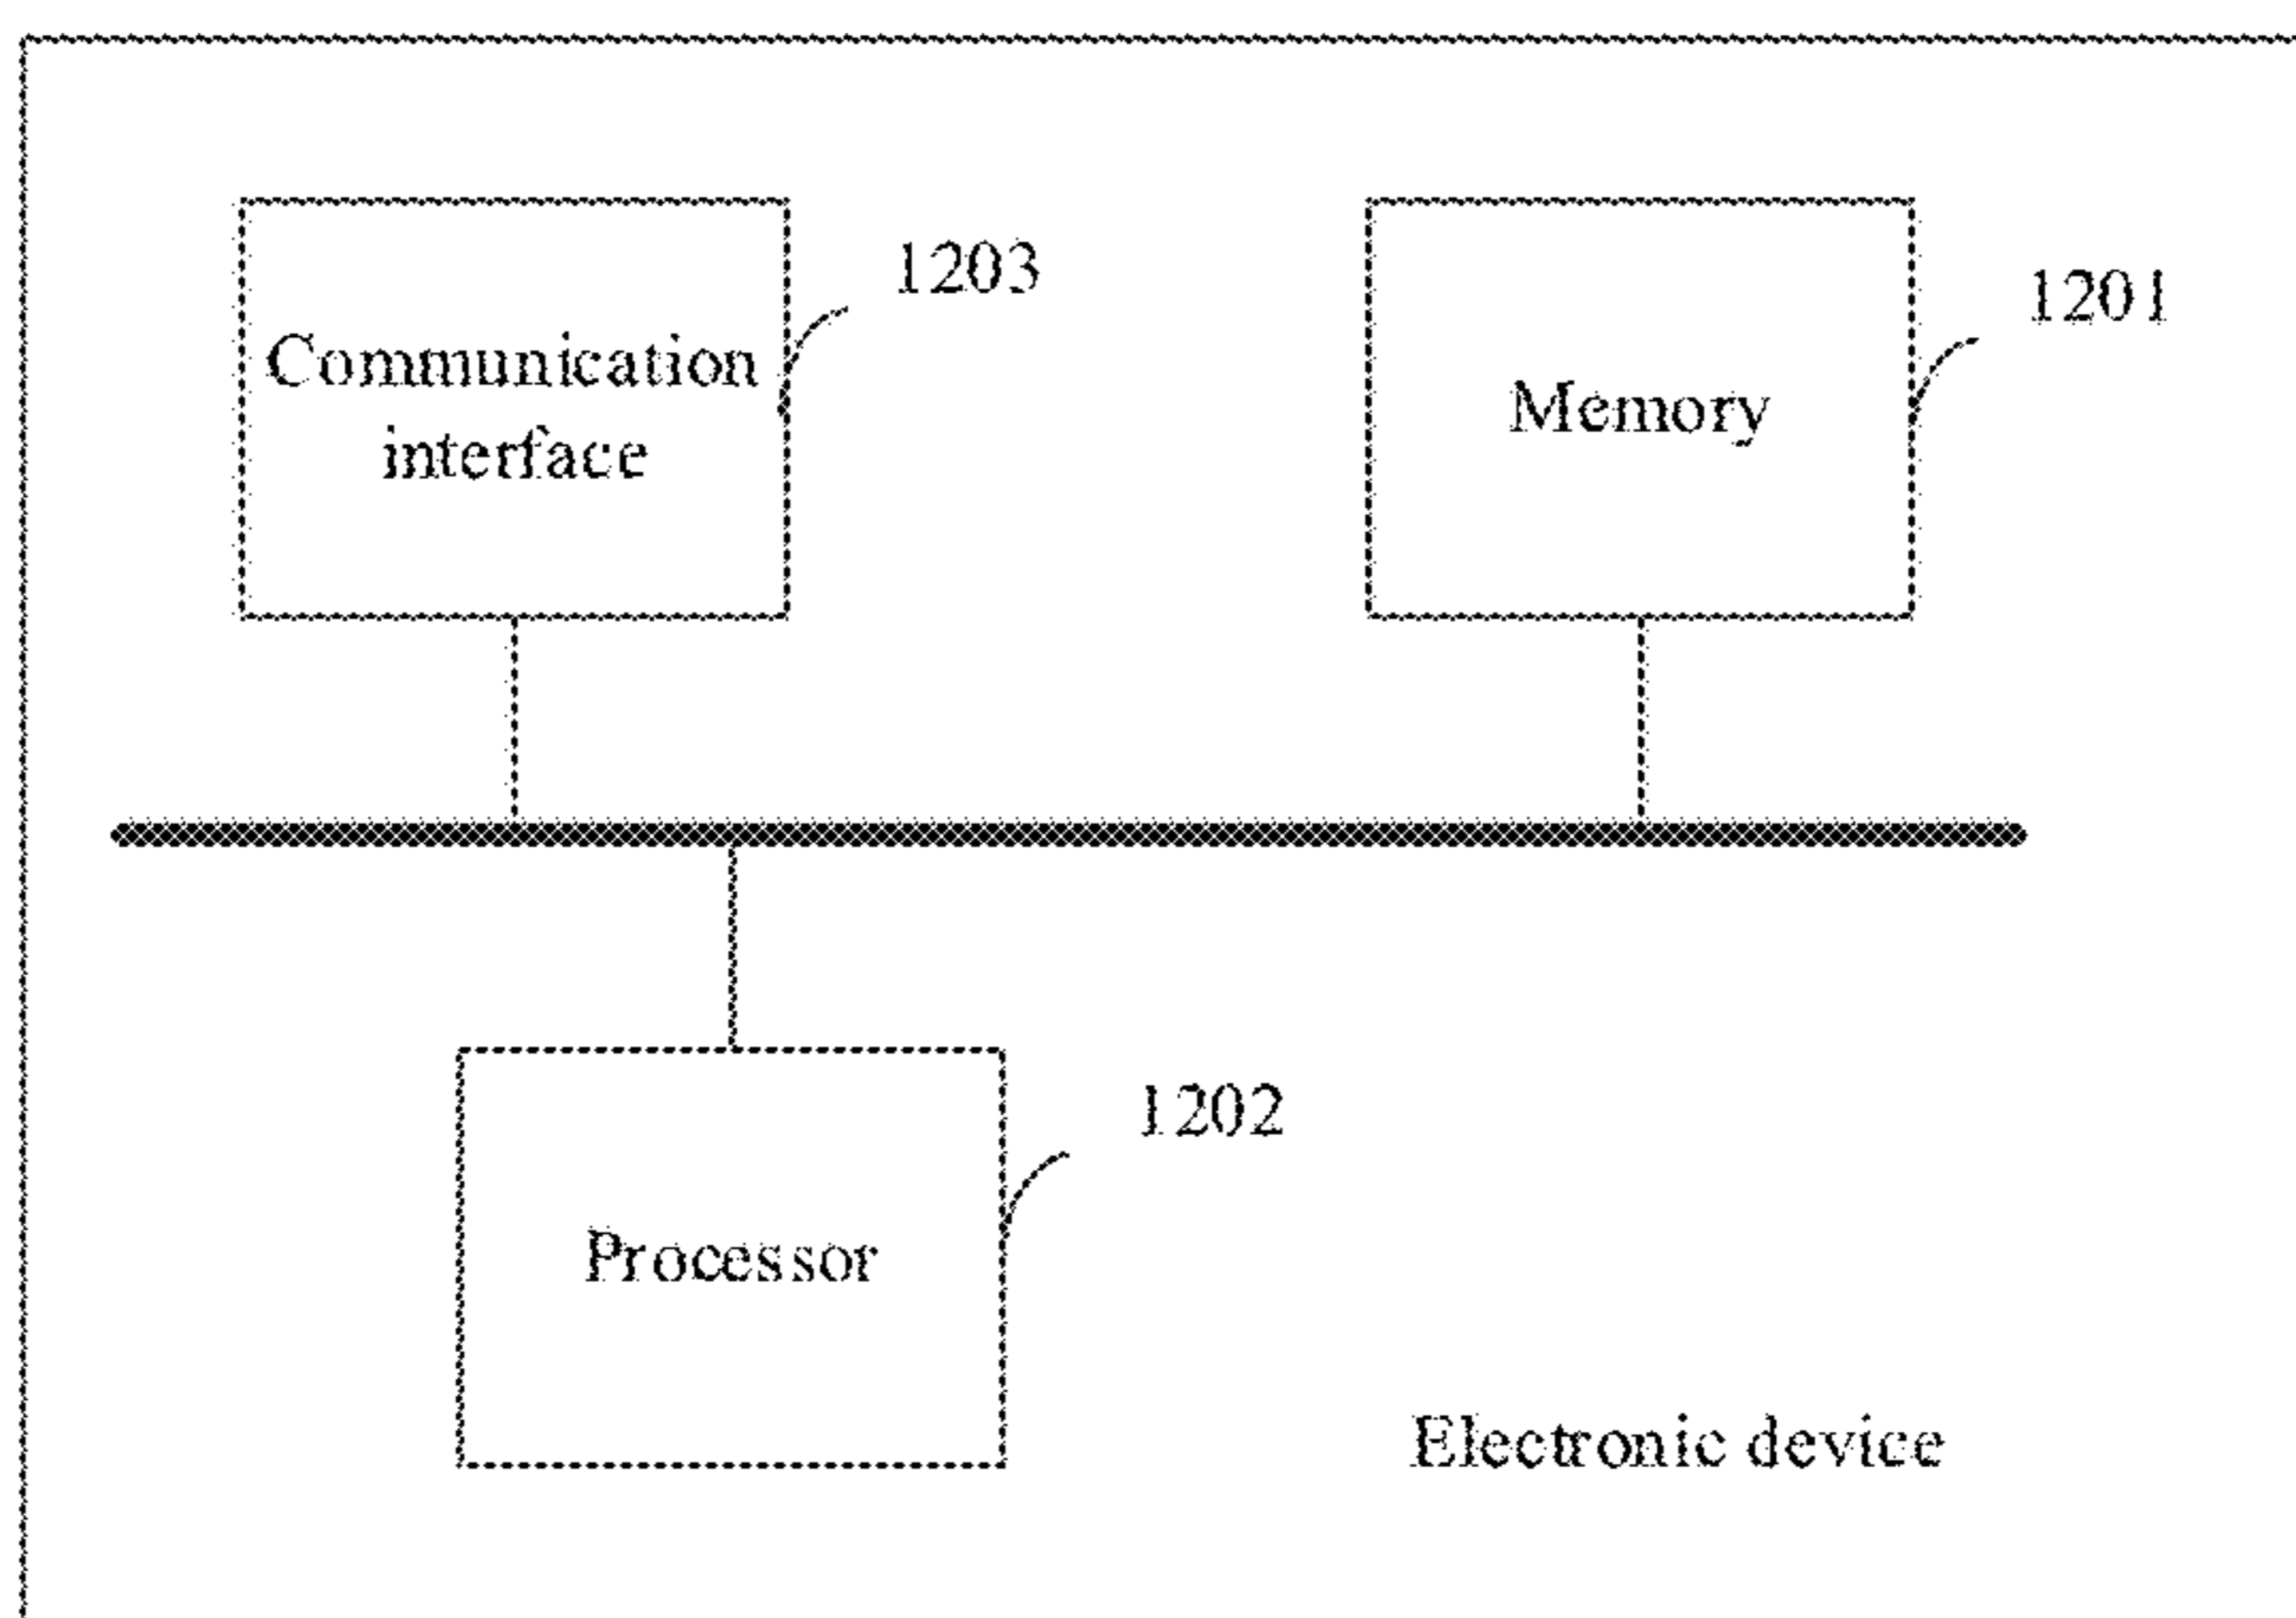 1203
1201
Communication
interface
Memory
1202
Processor
Electronic device